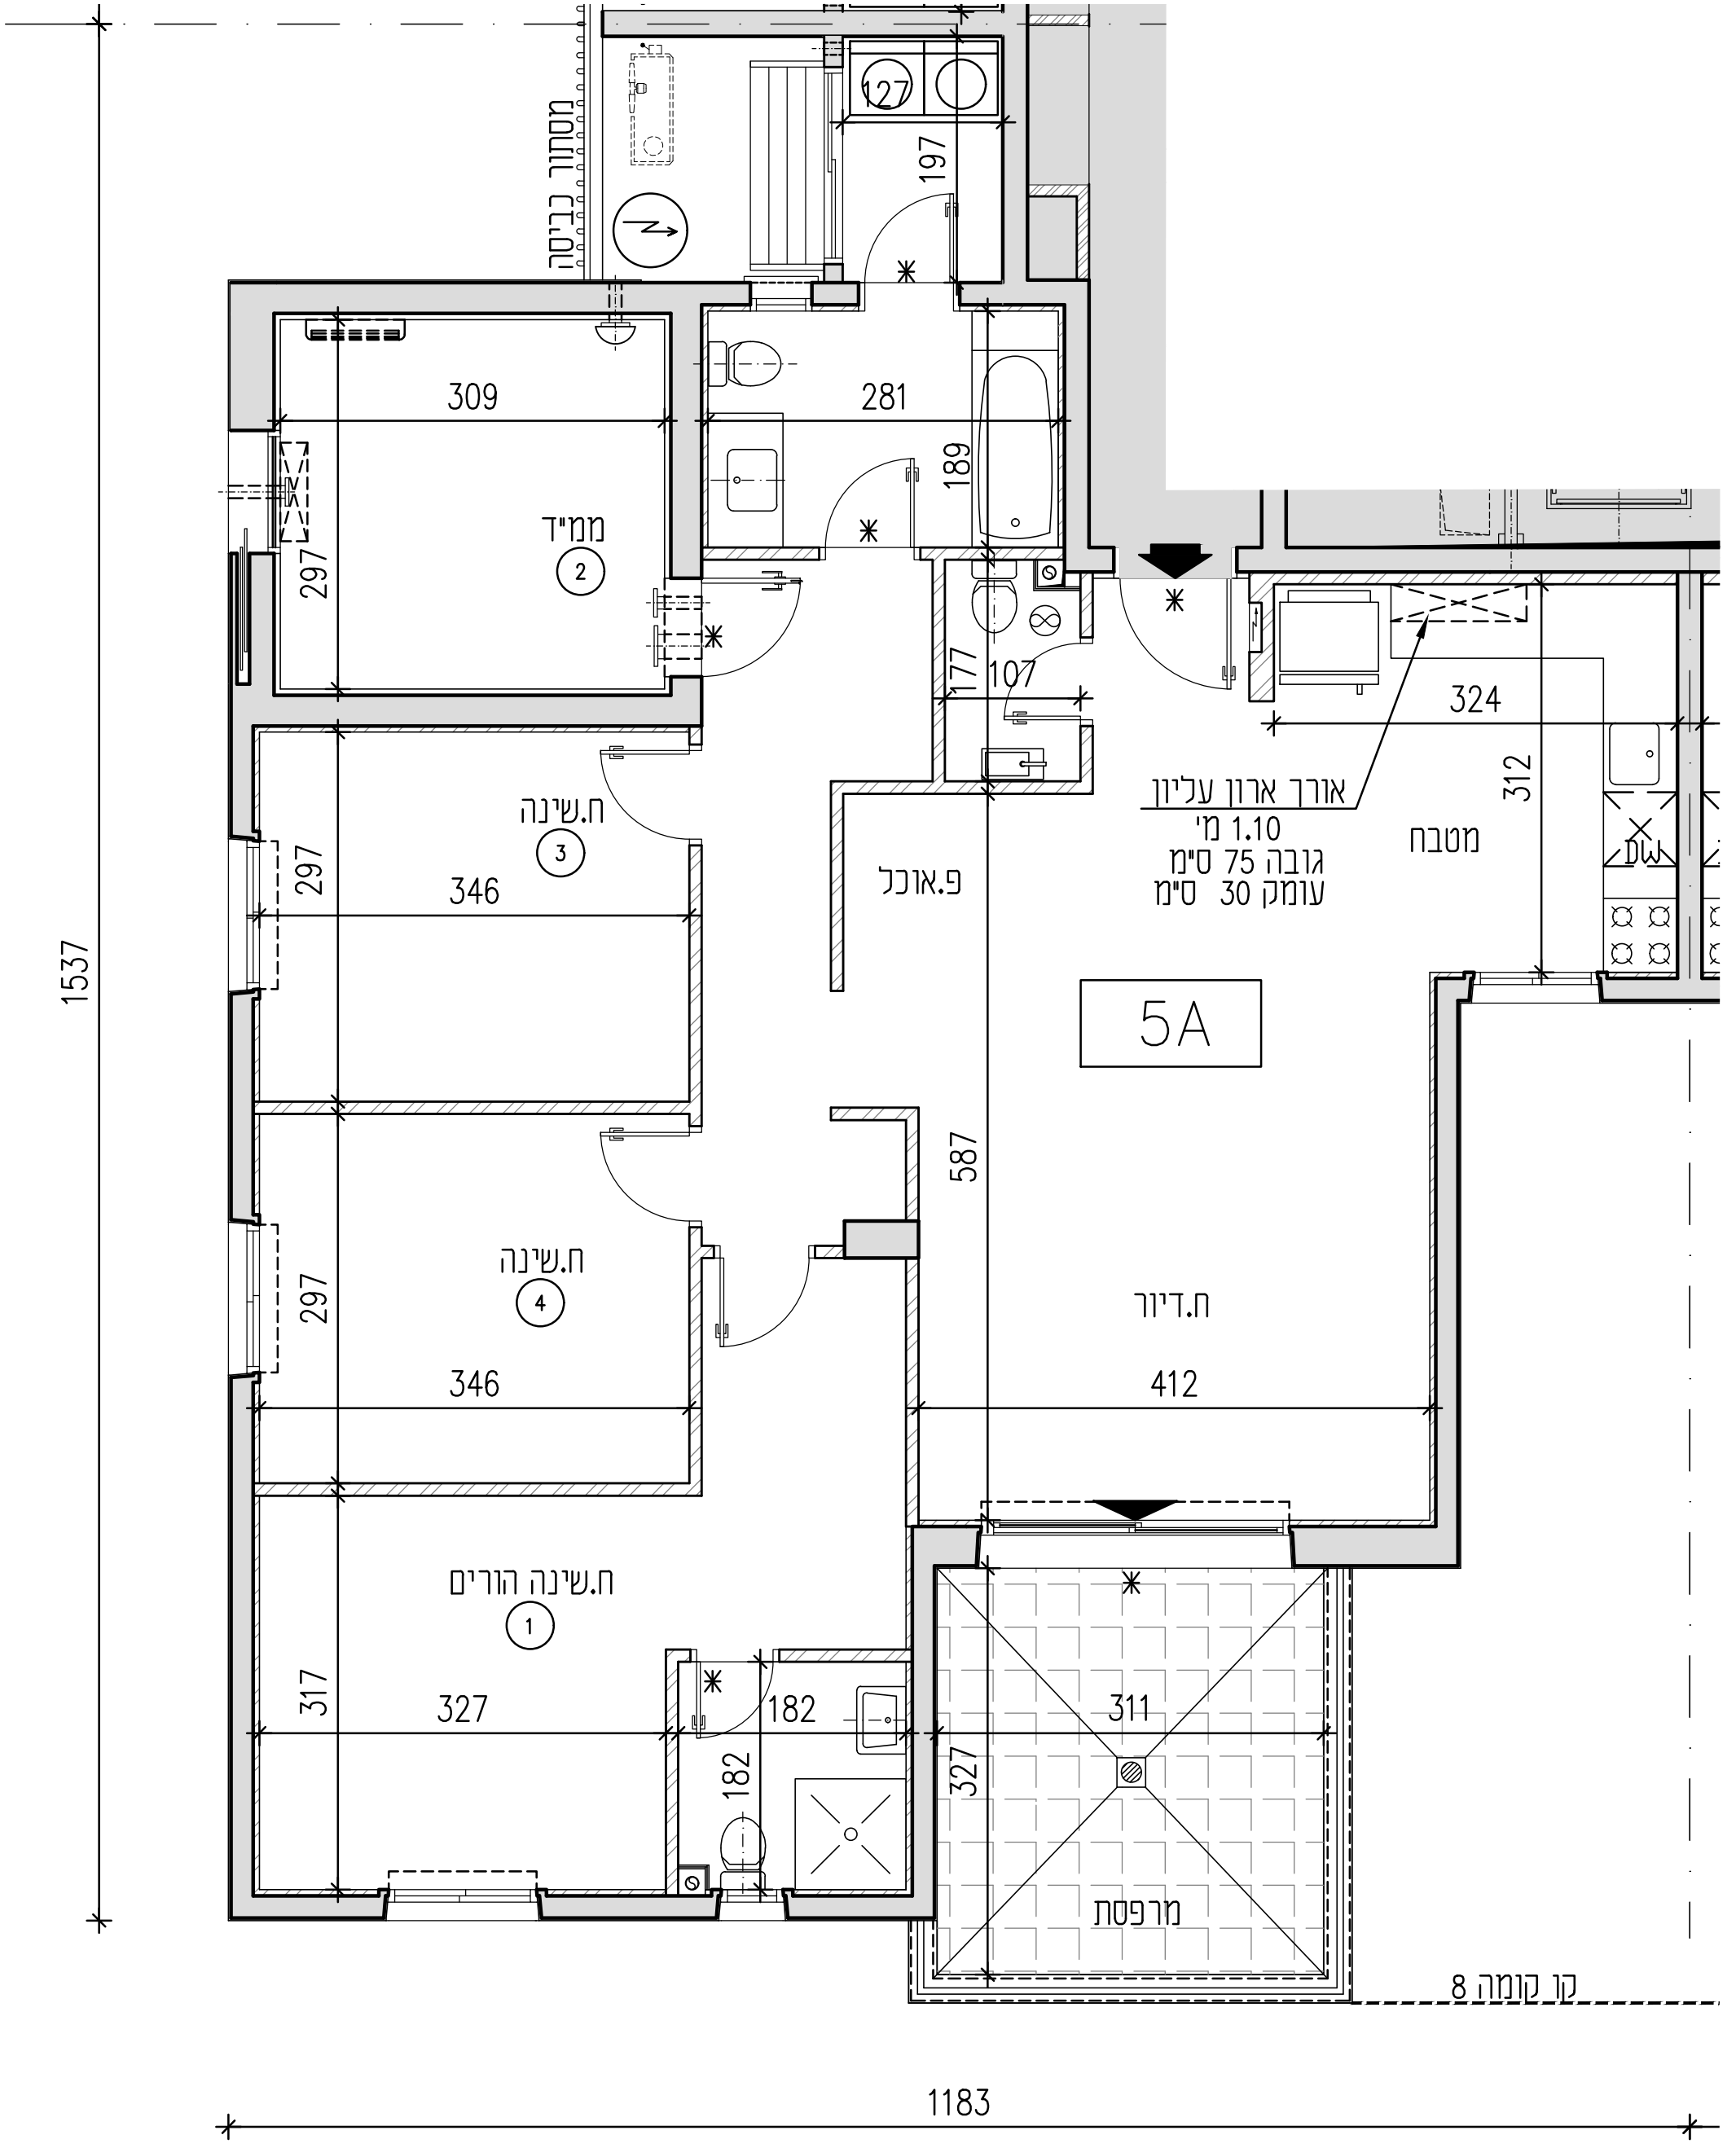 מסתור כביסה
127
197
309
281
189
297
ממ"ד
2
177
107
324
312
אורך ארון עליון
1.10 מ'
גובה 75 ס"מ
עומק 30 ס"מ
מטבח
DW
ח.שינה
3
297
346
פ.אוכל
1537
5A
587
ח.שינה
4
297
346
ח.דיור
412
ח.שינה הורים
1
317
327
182
182
311
327
מרפסת
קו קומה 8
1183